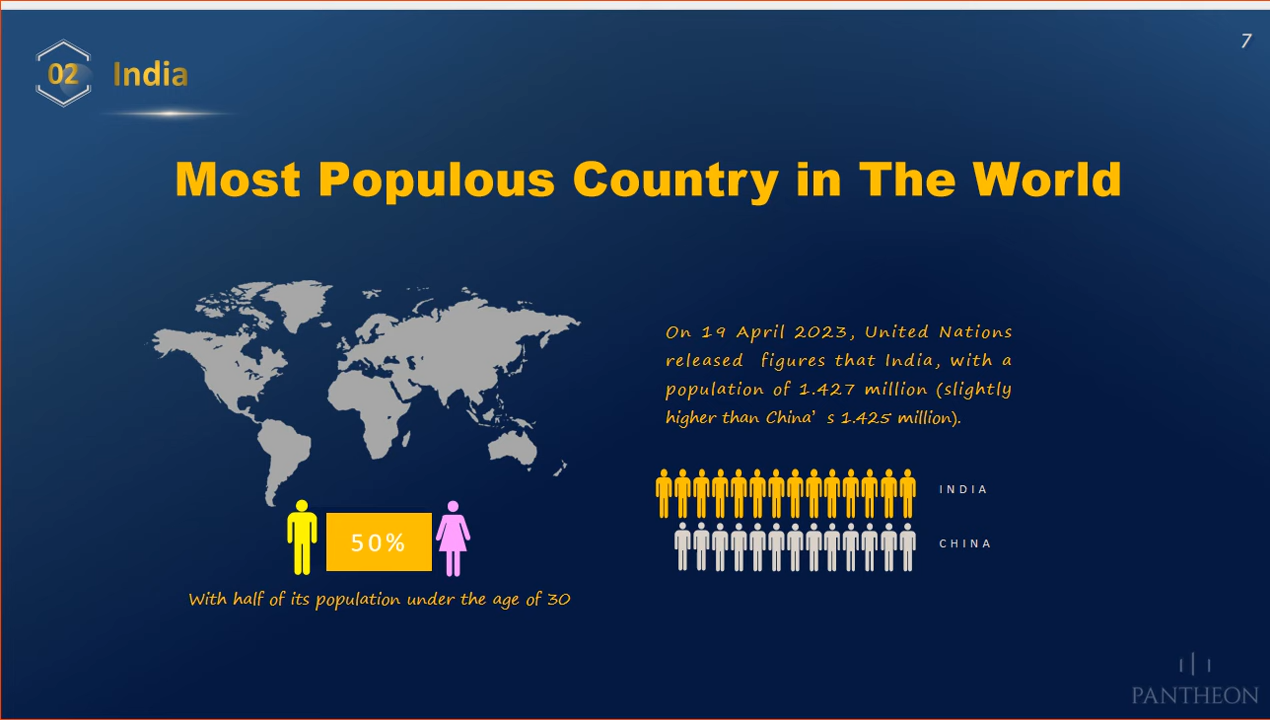 7
02 India
Most Populous Country in The World
On 19 April 2023, United Nations
released figures that India, with a
population of 1.427 million (slightly
higher than China's 1.425 million).
INDIA
CHINA
50%
With half of its population under the age of 30
PANTHEON